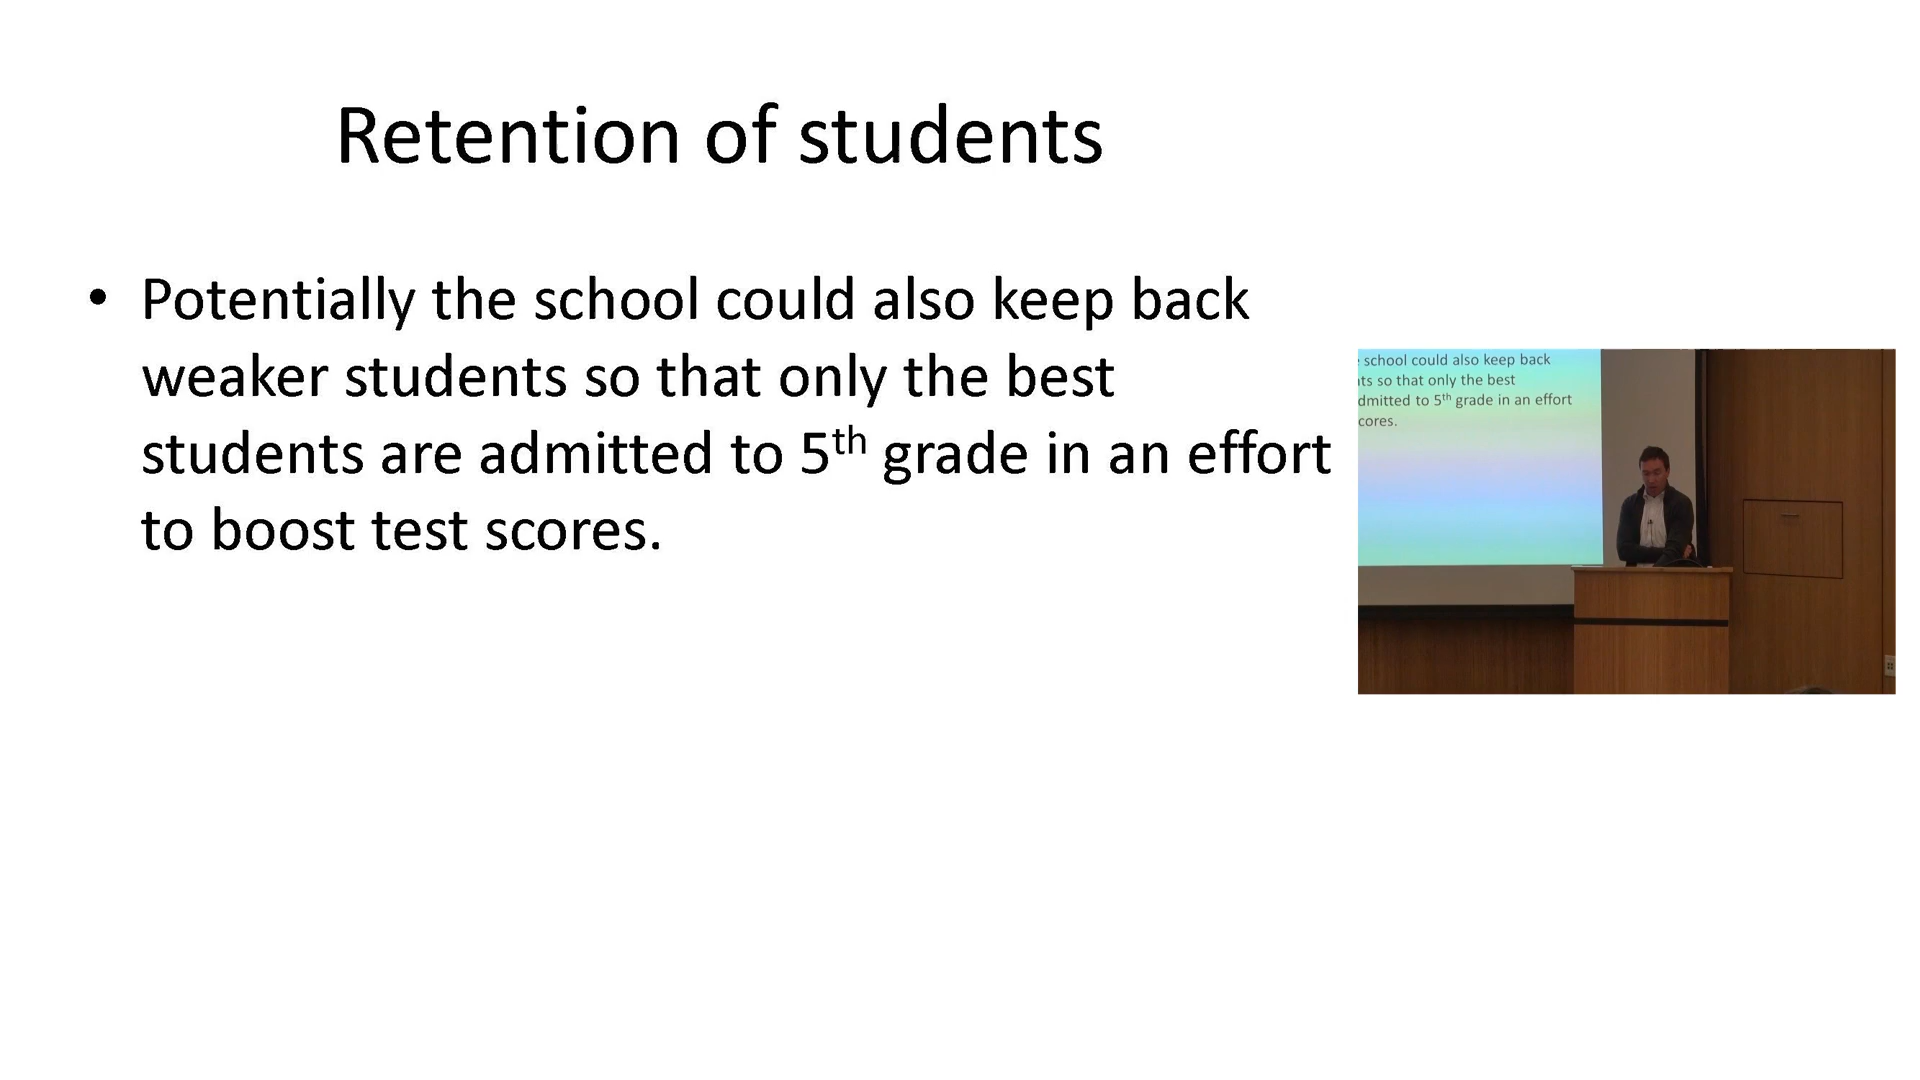 Retention of students
• Potentially the school could also keep back
weaker students so that only the best
students are admitted to 5th grade in an effort
to boost test scores.
school could also keep back
ts so that only the best
dmitted to 5th grade in an effort
cores.